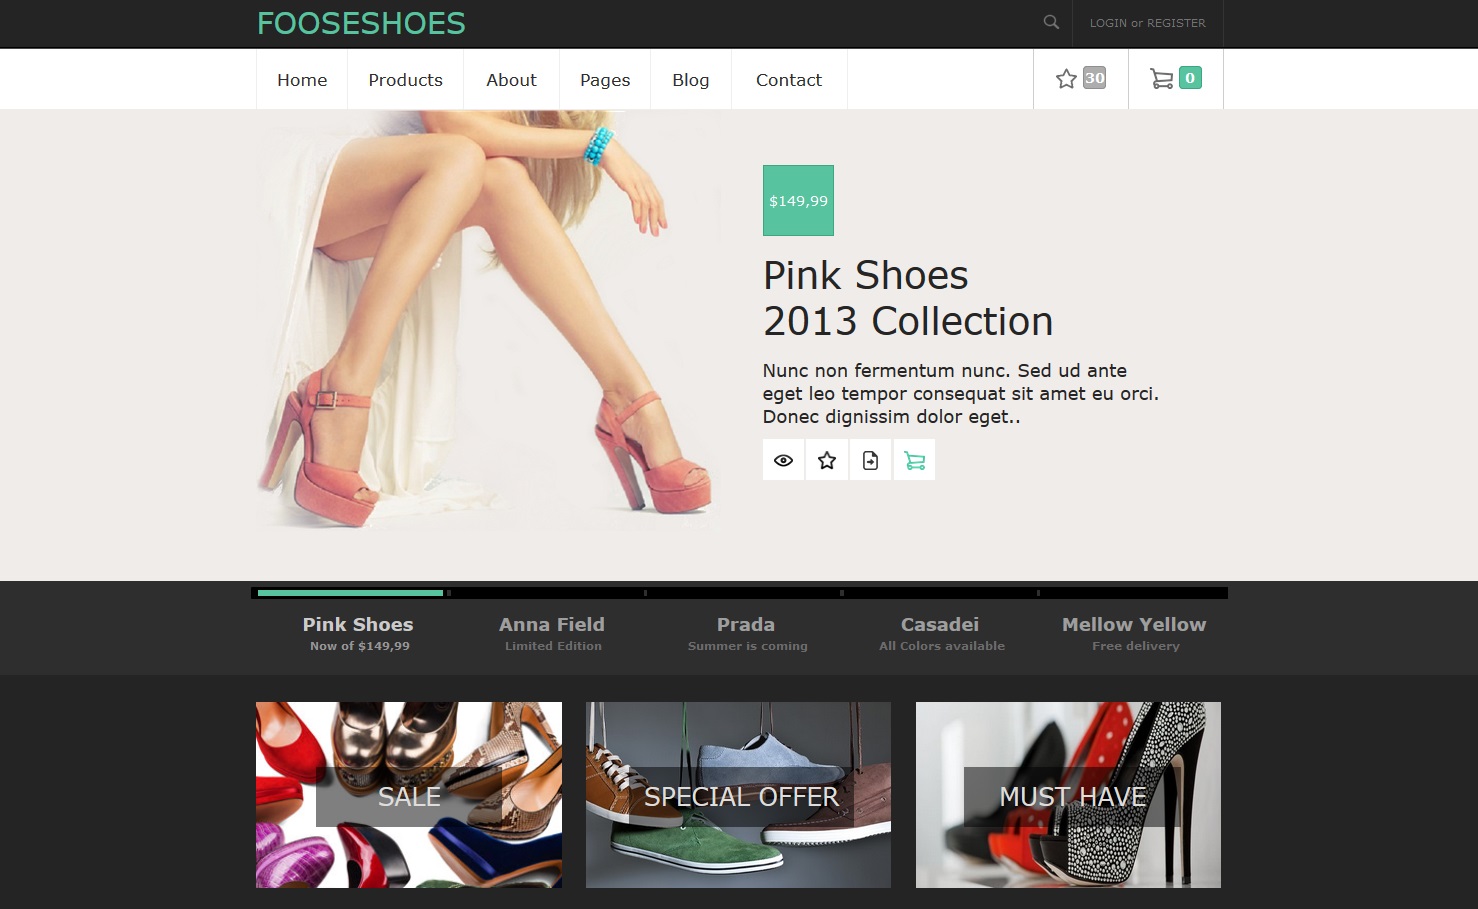 FOOSESHOES
LOGIN or REGISTER
Home Products About Pages Blog Contact 30 0
$149,99
Pink Shoes
2013 Collection
Nunc non fermentum nunc. Sed ud ante
eget leo tempor consequat sit amet eu orci.
Donec dignissim dolor eget..
Pink Shoes Anna Field Prada Casadei Mellow Yellow
Now of $149,99 Limited Edition Summer is coming All Colors available Free delivery
SALE SPECIAL OFFER MUST HAVE